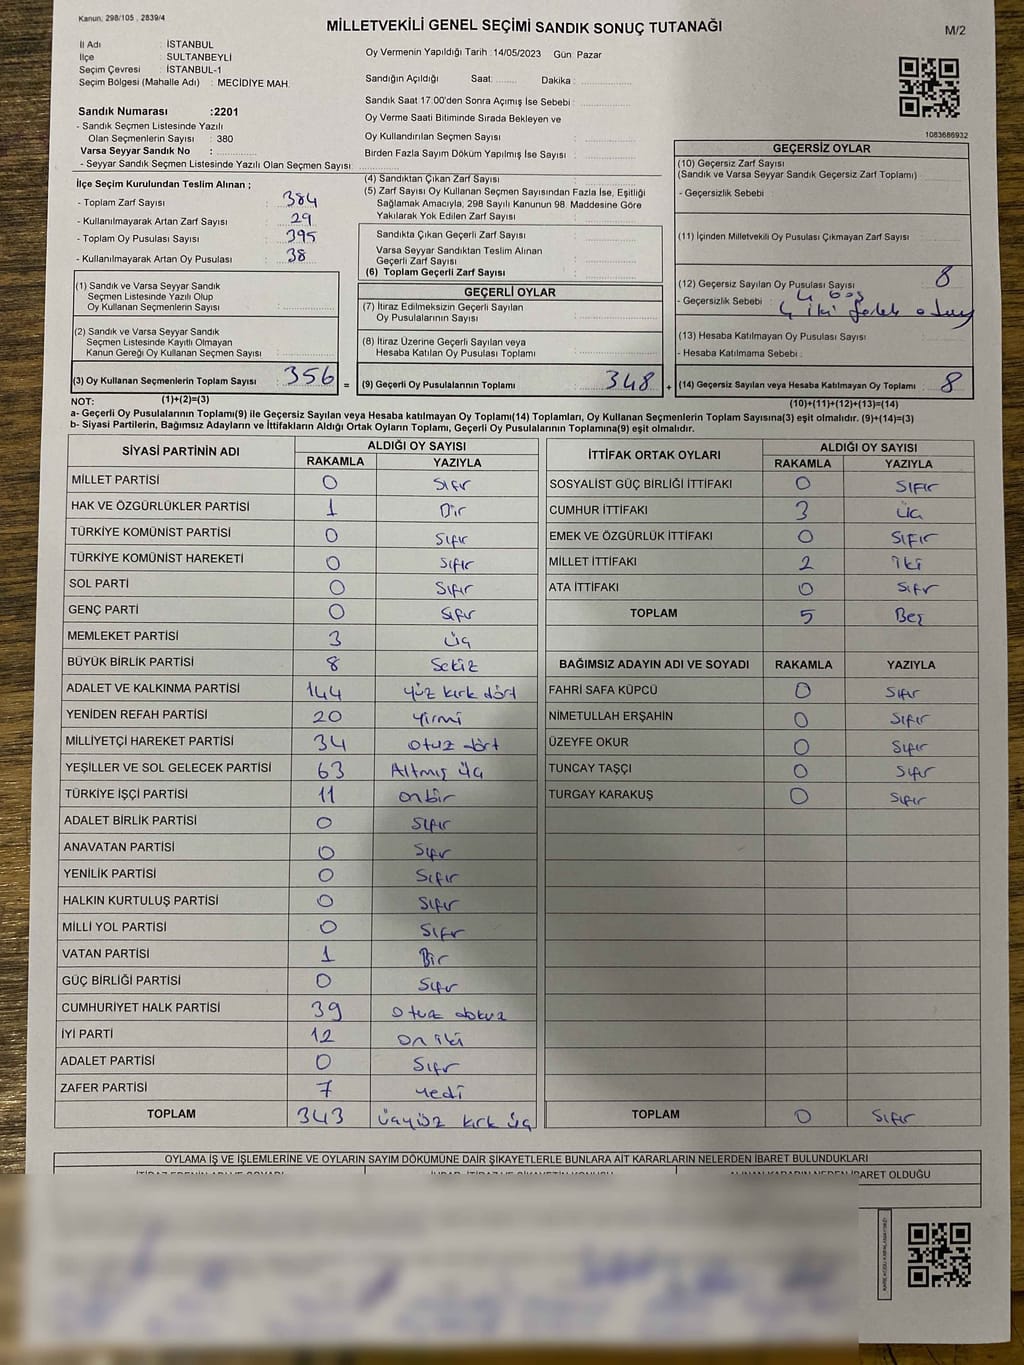 Kanun, 298/105 , 2839/4
MİLLETVEKİLİ GENEL SEÇİMİ SANDIK SONUÇ TUTANAĞI
M/2
İl Adı : İSTANBUL
İlçe : SULTANBEYLİ
Seçim Çevresi : İSTANBUL-1
Seçim Bölgesi (Mahalle Adı) : MECİDİYE MAH.
Sandık Numarası :2201
- Sandık Seçmen Listesinde Yazılı
Olan Seçmenlerin Sayısı : 380
Varsa Seyyar Sandık No :
- Seyyar Sandık Seçmen Listesinde Yazılı Olan Seçmen Sayısı:
Oy Vermenin Yapıldığı Tarih : 14/05/2023 Gün: Pazar
Sandığın Açıldığı Saat: Dakika :
Sandık Saat 17:00'den Sonra Açımış İse Sebebi :
Oy Verme Saati Bitiminde Sırada Bekleyen ve
Oy Kullandırılan Seçmen Sayısı :
Birden Fazla Sayım Döküm Yapılmış İse Sayısı :
1083686932
İlçe Seçim Kurulundan Teslim Alınan ;
- Toplam Zarf Sayısı : 384
- Kullanılmayarak Artan Zarf Sayısı : 29
- Toplam Oy Pusulası Sayısı : 395
- Kullanılmayarak Artan Oy Pusulası : 38
(4) Sandıktan Çıkan Zarf Sayısı :
(5) Zarf Sayısı Oy Kullanan Seçmen Sayısından Fazla İse, Eşitliği
Sağlamak Amacıyla, 298 Sayılı Kanunun 98. Maddesine Göre
Yakılarak Yok Edilen Zarf Sayısı :
Sandıkta Çıkan Geçerli Zarf Sayısı :
Varsa Seyyar Sandıktan Teslim Alınan
Geçerli Zarf Sayısı :
(6) Toplam Geçerli Zarf Sayısı :
GEÇERSİZ OYLAR
(10) Geçersiz Zarf Sayısı
(Sandık ve Varsa Seyyar Sandık Geçersiz Zarf Toplamı) :
- Geçersizlik Sebebi :
(11) İçinden Milletvekili Oy Pusulası Çıkmayan Zarf Sayısı :
(12) Geçersiz Sayılan Oy Pusulası Sayısı : 8
- Geçersizlik Sebebi : 4 boş
4 iki
(13) Hesaba Katılmayan Oy Pusulası Sayısı :
- Hesaba Katılmama Sebebi :
(1) Sandık ve Varsa Seyyar Sandık
Seçmen Listesinde Yazılı Olup
Oy Kullanan Seçmenlerin Sayısı :
(2) Sandık ve Varsa Seyyar Sandık
Seçmen Listesinde Kayıtlı Olmayan
Kanun Gereği Oy Kullanan Seçmen Sayısı :
GEÇERLİ OYLAR
(7) İtiraz Edilmeksizin Geçerli Sayılan
Oy Pusulalarının Sayısı :
(8) İtiraz Üzerine Geçerli Sayılan veya
Hesaba Katılan Oy Pusulası Toplamı :
(3) Oy Kullanan Seçmenlerin Toplam Sayısı : 356 = (9) Geçerli Oy Pusulalarının Toplamı : 348 + (14) Geçersiz Sayılan veya Hesaba Katılmayan Oy Toplamı : 8
NOT: (1)+(2)=(3) (10)+(11)+(12)+(13)=(14)
a- Geçerli Oy Pusulalarının Toplamı(9) ile Geçersiz Sayılan veya Hesaba katılmayan Oy Toplamı(14) Toplamları, Oy Kullanan Seçmenlerin Toplam Sayısına(3) eşit olmalıdır. (9)+(14)=(3)
b- Siyasi Partilerin, Bağımsız Adayların ve İttifakların Aldığı Ortak Oyların Toplamı, Geçerli Oy Pusulalarının Toplamına(9) eşit olmalıdır.
SİYASİ PARTİNİN ADI ALDIĞI OY SAYISI
RAKAMLA YAZIYLA
MİLLET PARTİSİ 0 Sıfır
HAK VE ÖZGÜRLÜKLER PARTİSİ 1 Bir
TÜRKİYE KOMÜNİST PARTİSİ 0 Sıfır
TÜRKİYE KOMÜNİST HAREKETİ 0 Sıfır
SOL PARTİ 0 Sıfır
GENÇ PARTİ 0 Sıfır
MEMLEKET PARTİSİ 3 üç
BÜYÜK BİRLİK PARTİSİ 8 Sekiz
ADALET VE KALKINMA PARTİSİ 144 yüz kırk dört
YENİDEN REFAH PARTİSİ 20 yirmi
MİLLİYETÇİ HAREKET PARTİSİ 34 otuz dört
YEŞİLLER VE SOL GELECEK PARTİSİ 63 Altmış üç
TÜRKİYE İŞÇİ PARTİSİ 11 onbir
ADALET BİRLİK PARTİSİ 0 Sıfır
ANAVATAN PARTİSİ 0 Sıfır
YENİLİK PARTİSİ 0 Sıfır
HALKIN KURTULUŞ PARTİSİ 0 Sıfır
MİLLİ YOL PARTİSİ 0 Sıfır
VATAN PARTİSİ 1 Bir
GÜÇ BİRLİĞİ PARTİSİ 0 Sıfır
CUMHURİYET HALK PARTİSİ 39 otuz dokuz
İYİ PARTİ 12 on iki
ADALET PARTİSİ 0 Sıfır
ZAFER PARTİSİ 7 yedi
TOPLAM 343 üçyüz kırk üç
İTTİFAK ORTAK OYLARI ALDIĞI OY SAYISI
RAKAMLA YAZIYLA
SOSYALİST GÜÇ BİRLİĞİ İTTİFAKI 0 Sıfır
CUMHUR İTTİFAKI 3 üç
EMEK VE ÖZGÜRLÜK İTTİFAKI 0 Sıfır
MİLLET İTTİFAKI 2 iki
ATA İTTİFAKI 0 Sıfır
TOPLAM 5 Beş
BAĞIMSIZ ADAYIN ADI VE SOYADI RAKAMLA YAZIYLA
FAHRİ SAFA KÜPCÜ 0 Sıfır
NİMETULLAH ERŞAHİN 0 Sıfır
ÜZEYFE OKUR 0 Sıfır
TUNCAY TAŞÇI 0 Sıfır
TURGAY KARAKUŞ 0 Sıfır
TOPLAM 0 Sıfır
OYLAMA İŞ VE İŞLEMLERİNE VE OYLARIN SAYIM DÖKÜMÜNE DAİR ŞİKAYETLERLE BUNLARA AİT KARARLARIN NELERDEN İBARET BULUNDUKLARI
İBARET OLDUĞU